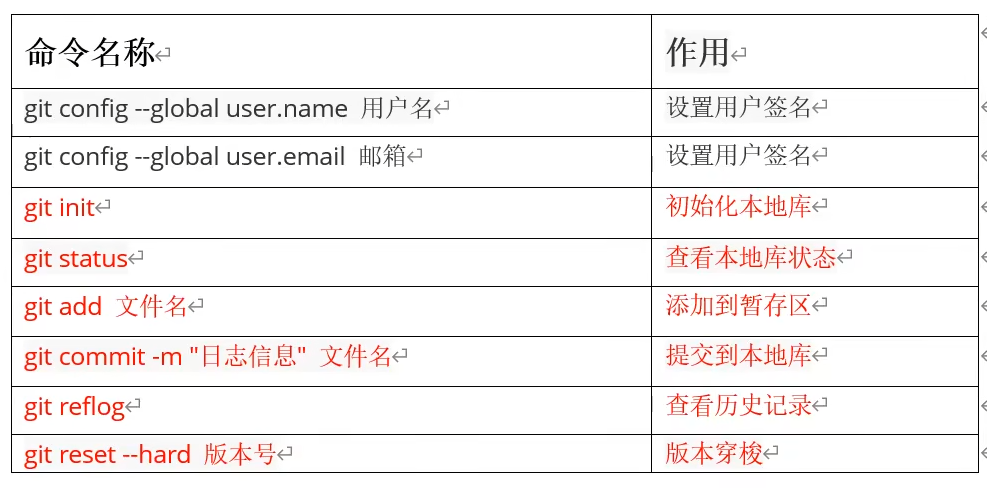 命令名称 作用
git config --global user.name 用户名 设置用户签名
git config --global user.email 邮箱 设置用户签名
git init 初始化本地库
git status 查看本地库状态
git add 文件名 添加到暂存区
git commit -m "日志信息" 文件名 提交到本地库
git reflog 查看历史记录
git reset --hard 版本号 版本穿梭